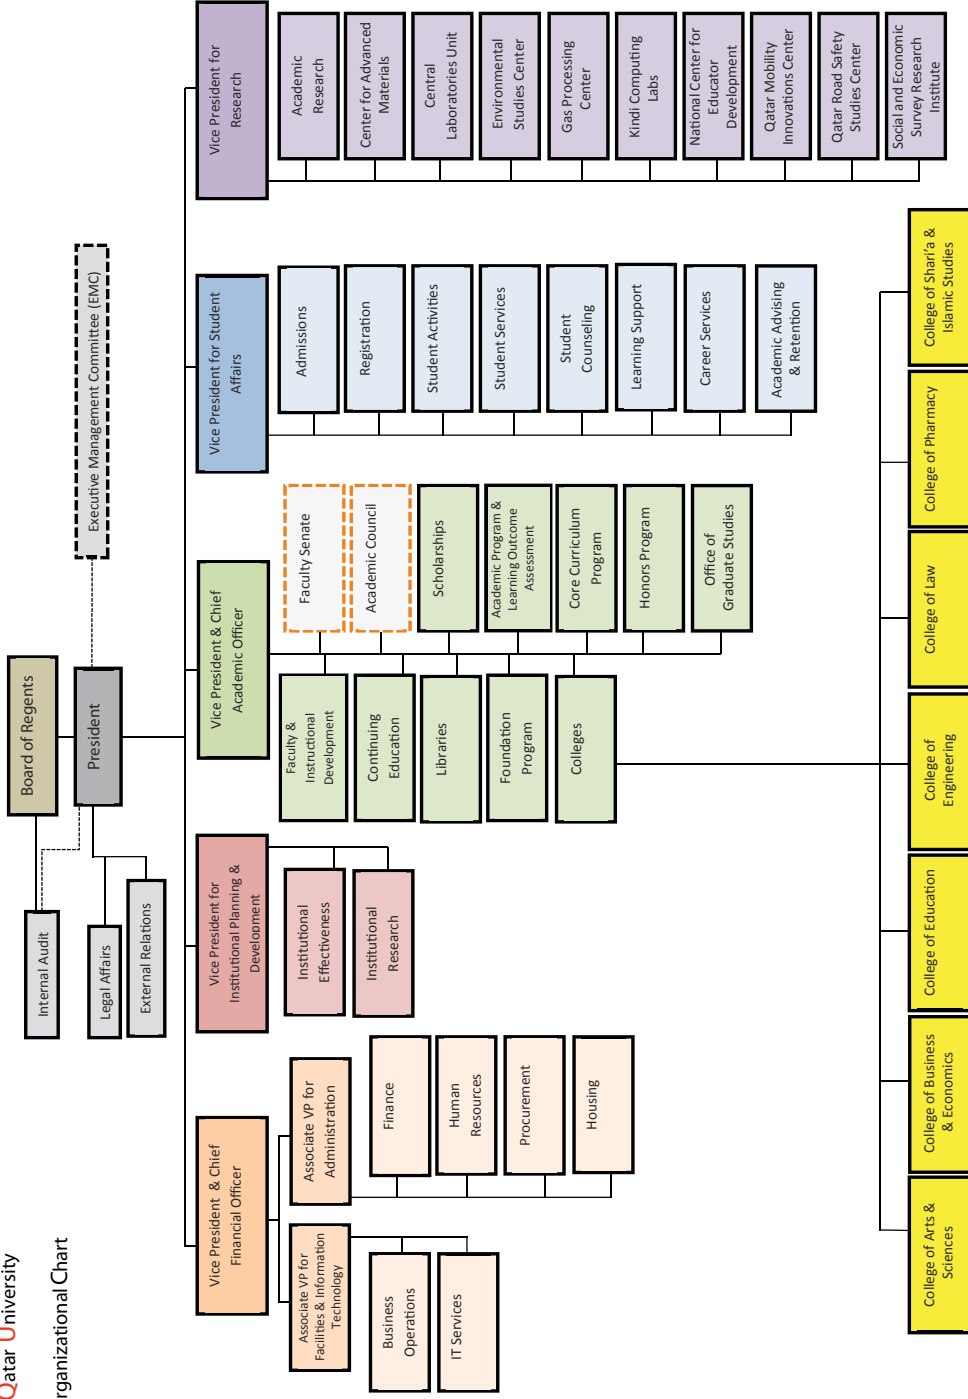 Qatar University
rganizational Chart
Board of Regents
President
Executive Management Committee (EMC)
Internal Audit
Legal Affairs
External Relations
Vice President & Chief
Financial Officer
Associate VP for
Facilities & Information
Technology
Business
Operations
IT Services
Associate VP for
Administration
Finance
Human
Resources
Procurement
Housing
Vice President for
Institutional Planning &
Development
Institutional
Effectiveness
Institutional
Research
Vice President & Chief
Academic Officer
Faculty &
Instructional
Development
Continuing
Education
Libraries
Foundation
Program
Colleges
Faculty Senate
Academic Council
Scholarships
Academic Program &
Learning Outcome
Assessment
Core Curriculum
Program
Honors Program
Office of
Graduate Studies
Vice President for Student
Affairs
Admissions
Registration
Student Activities
Student Services
Student
Counseling
Learning Support
Career Services
Academic Advising
& Retention
Vice President for
Research
Academic
Research
Center for Advanced
Materials
Central
Laboratories Unit
Environmental
Studies Center
Gas Processing
Center
Kindi Computing
Labs
National Center for
Educator
Development
Qatar Mobility
Innovations Center
Qatar Road Safety
Studies Center
Social and Economic
Survey Research
Institute
College of Arts &
Sciences
College of Business
& Economics
College of Education
College of
Engineering
College of Law
College of Pharmacy
College of Shari'a &
Islamic Studies